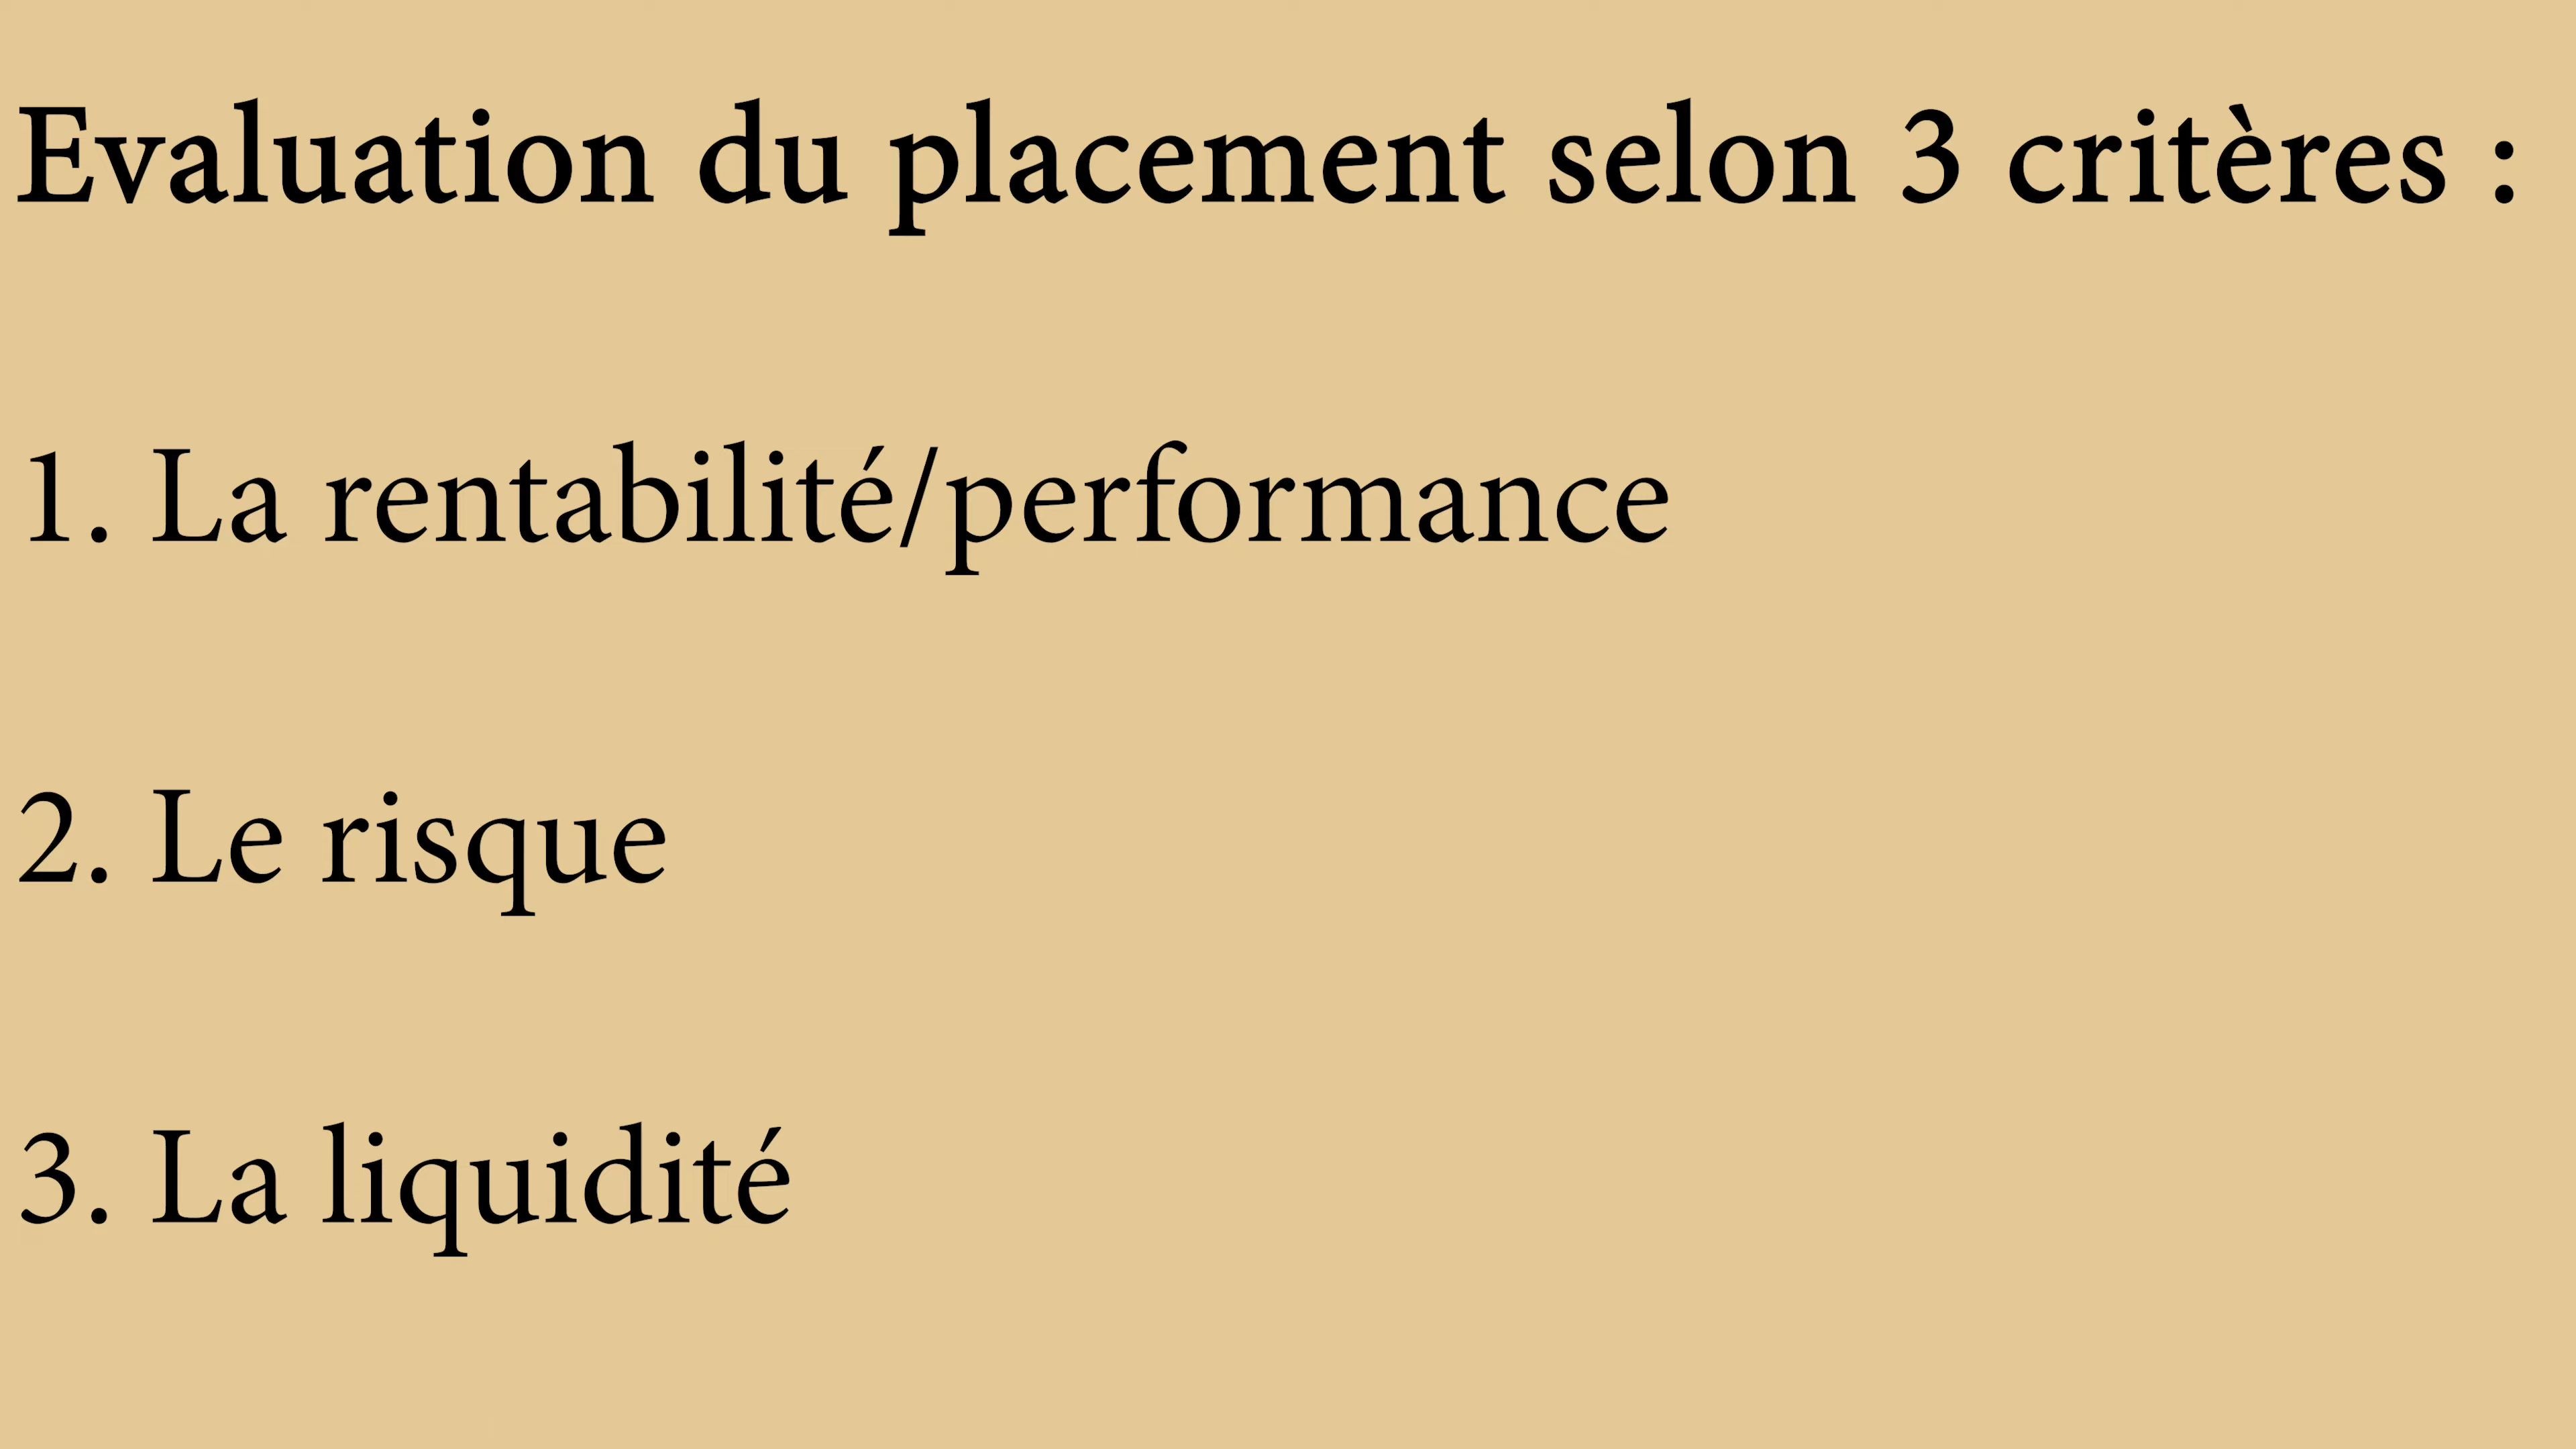 Evaluation du placement selon 3 critères :
1. La rentabilité/performance
2. Le risque
3. La liquidité